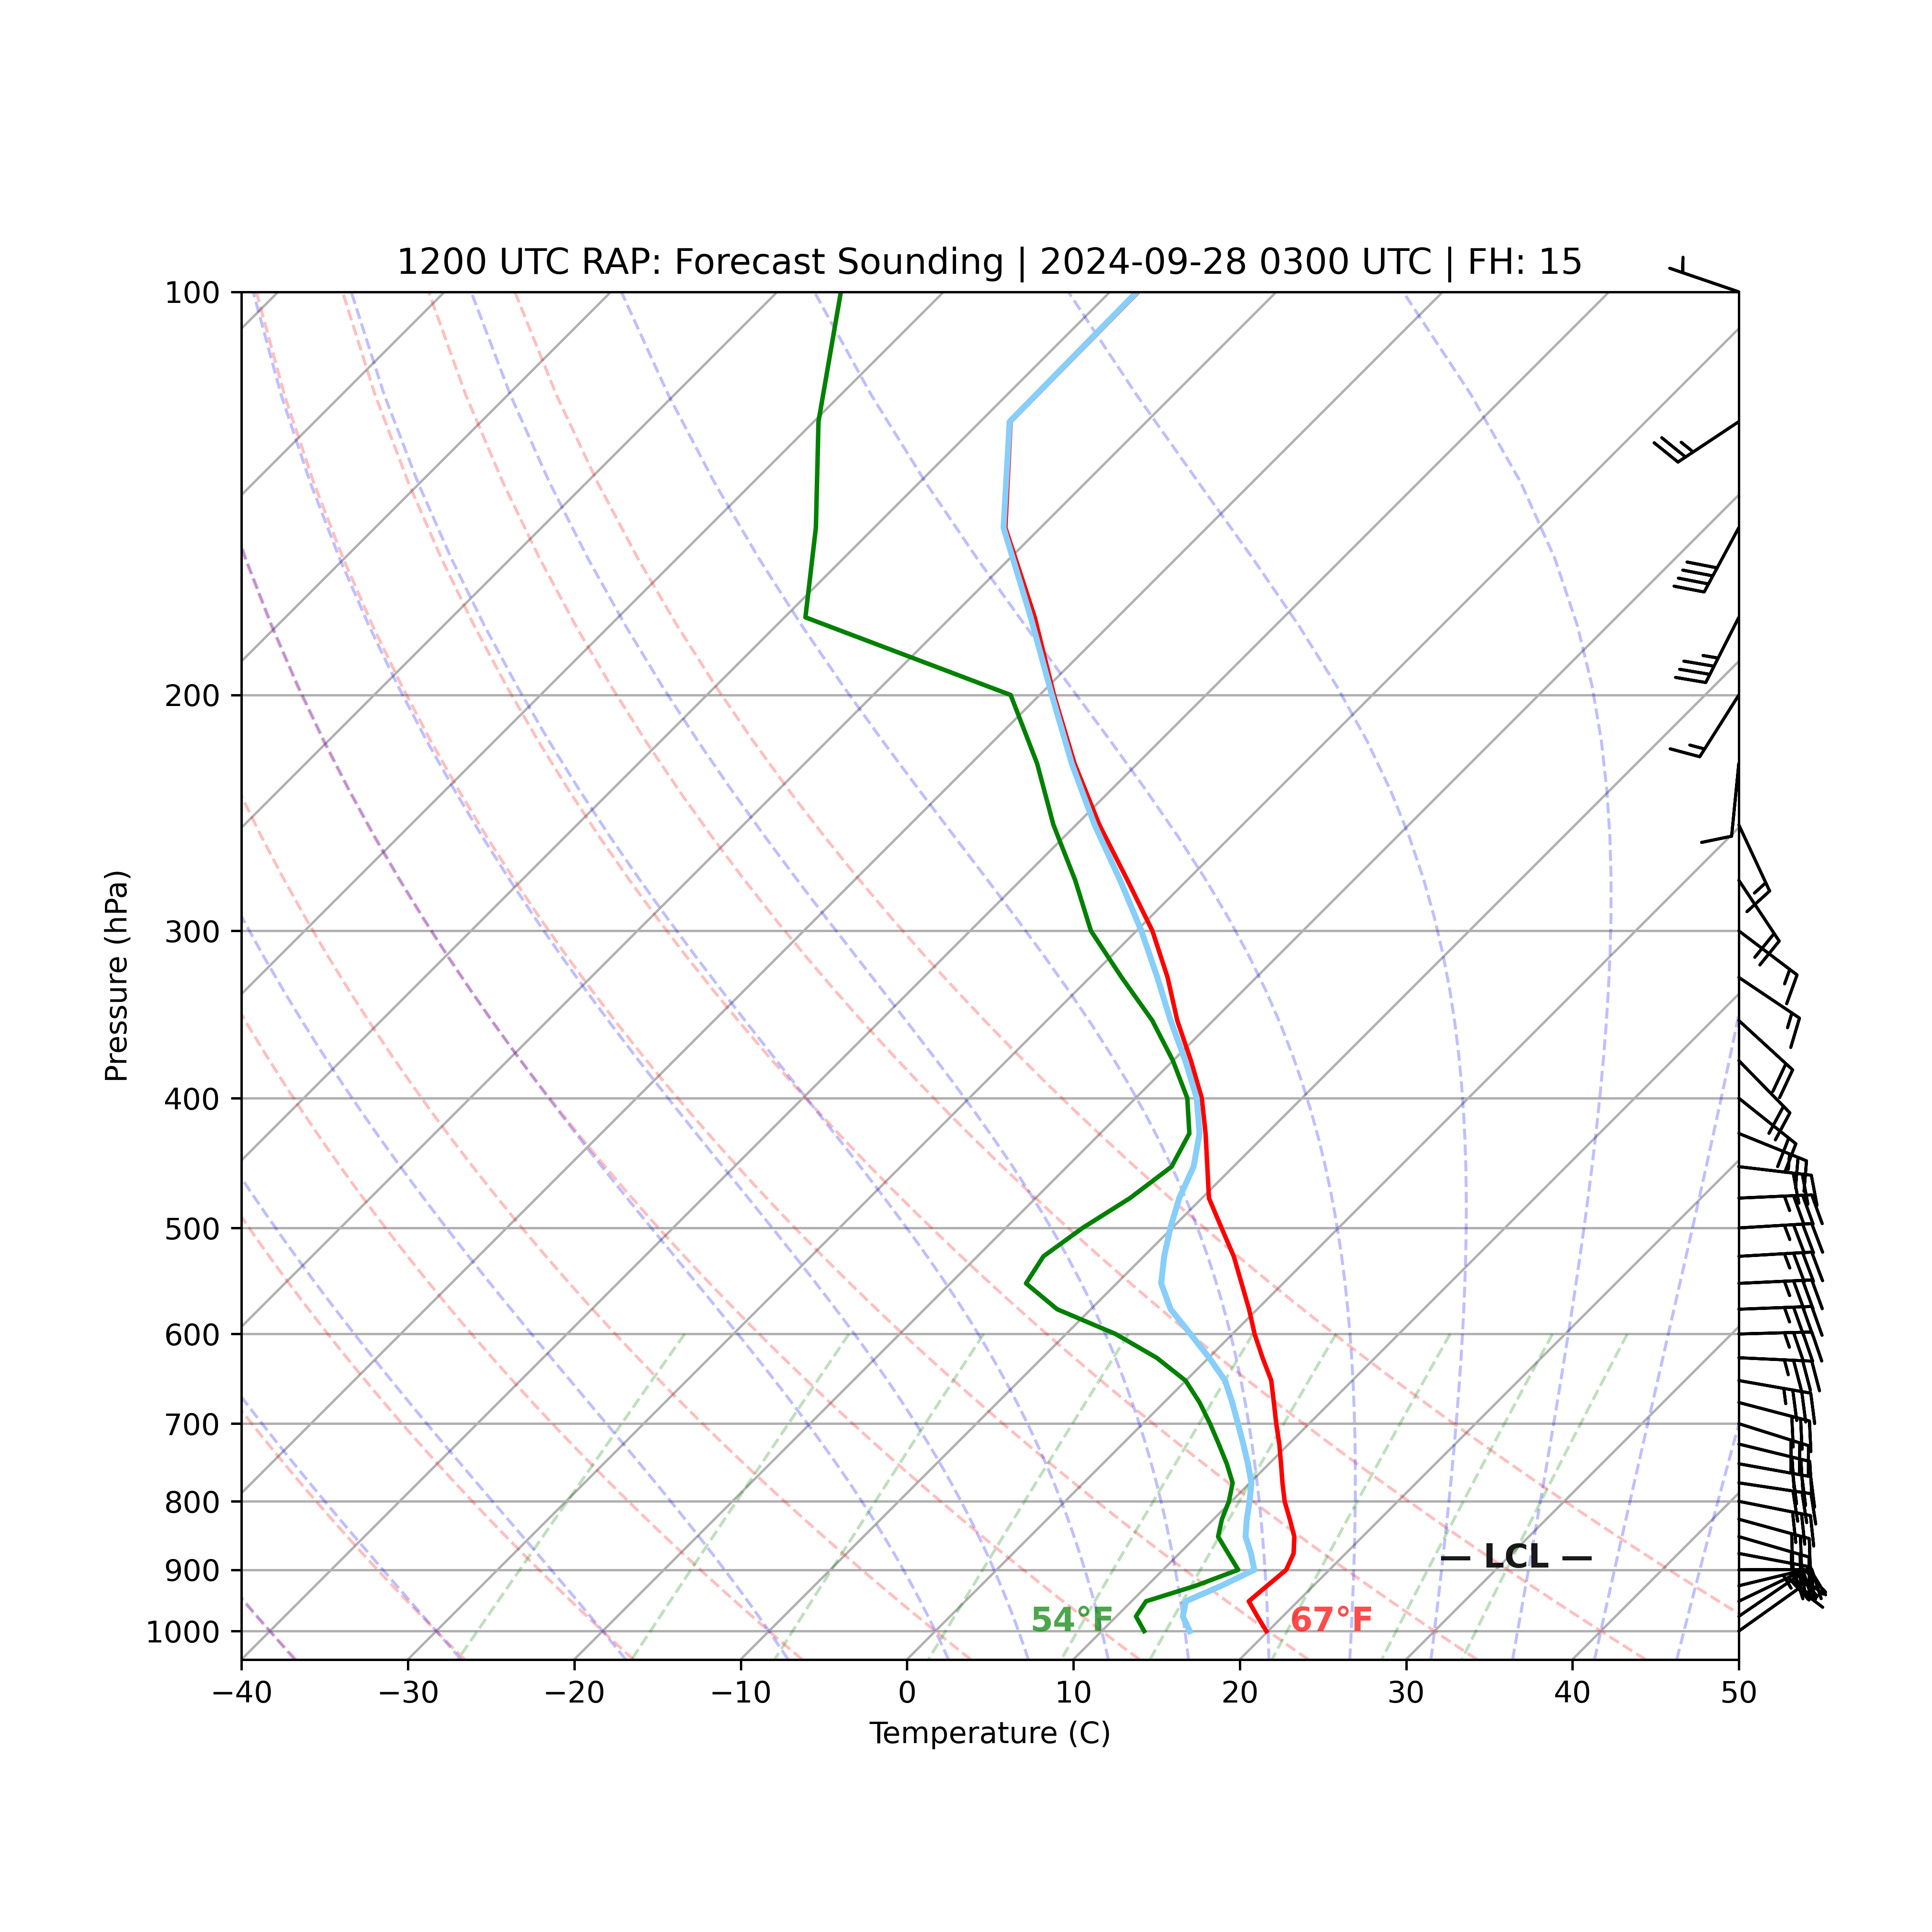 1200 UTC RAP: Forecast Sounding | 2024-09-28 0300 UTC | FH: 15
100
200
300
400
500
600
700
800
900
1000
Pressure (hPa)
— LCL —
54°F
67°F
−40 −30 −20 −10 0 10 20 30 40 50
Temperature (C)